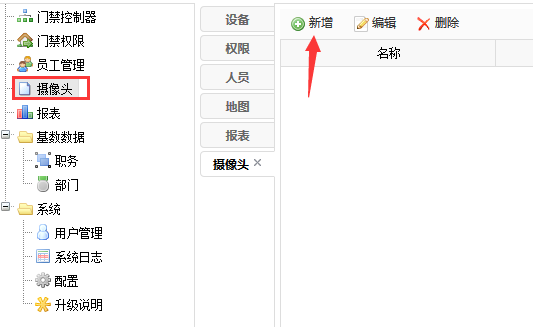 门禁控制器
门禁权限
员工管理
摄像头
报表
基数数据
职务
部门
系统
用户管理
系统日志
配置
升级说明
设备
权限
人员
地图
报表
摄像头
新增 编辑 删除
名称